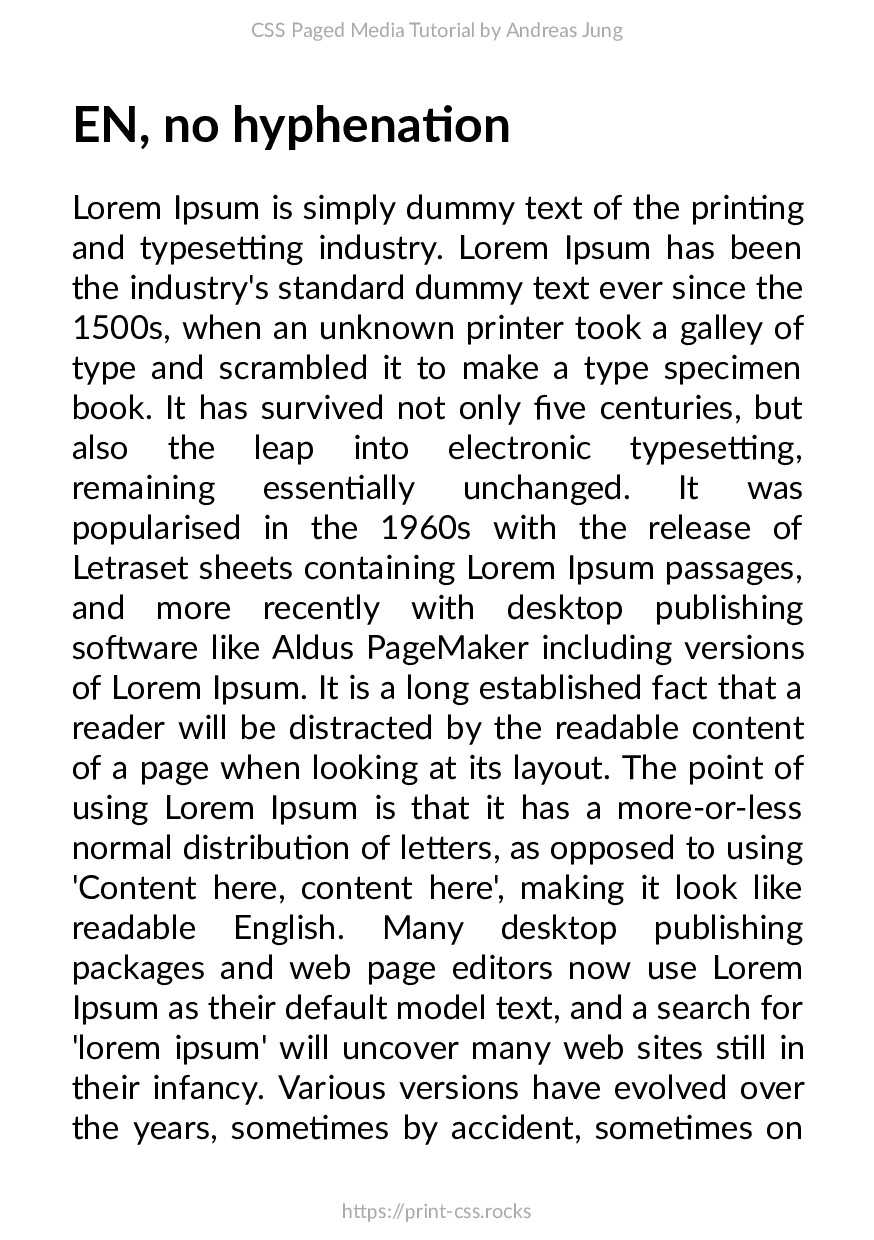 CSS Paged Media Tutorial by Andreas Jung
EN, no hyphenation
Lorem Ipsum is simply dummy text of the printing
and typesetting industry. Lorem Ipsum has been
the industry's standard dummy text ever since the
1500s, when an unknown printer took a galley of
type and scrambled it to make a type specimen
book. It has survived not only five centuries, but
also the leap into electronic typesetting,
remaining essentially unchanged. It was
popularised in the 1960s with the release of
Letraset sheets containing Lorem Ipsum passages,
and more recently with desktop publishing
software like Aldus PageMaker including versions
of Lorem Ipsum. It is a long established fact that a
reader will be distracted by the readable content
of a page when looking at its layout. The point of
using Lorem Ipsum is that it has a more-or-less
normal distribution of letters, as opposed to using
'Content here, content here', making it look like
readable English. Many desktop publishing
packages and web page editors now use Lorem
Ipsum as their default model text, and a search for
'lorem ipsum' will uncover many web sites still in
their infancy. Various versions have evolved over
the years, sometimes by accident, sometimes on
https://print-css.rocks